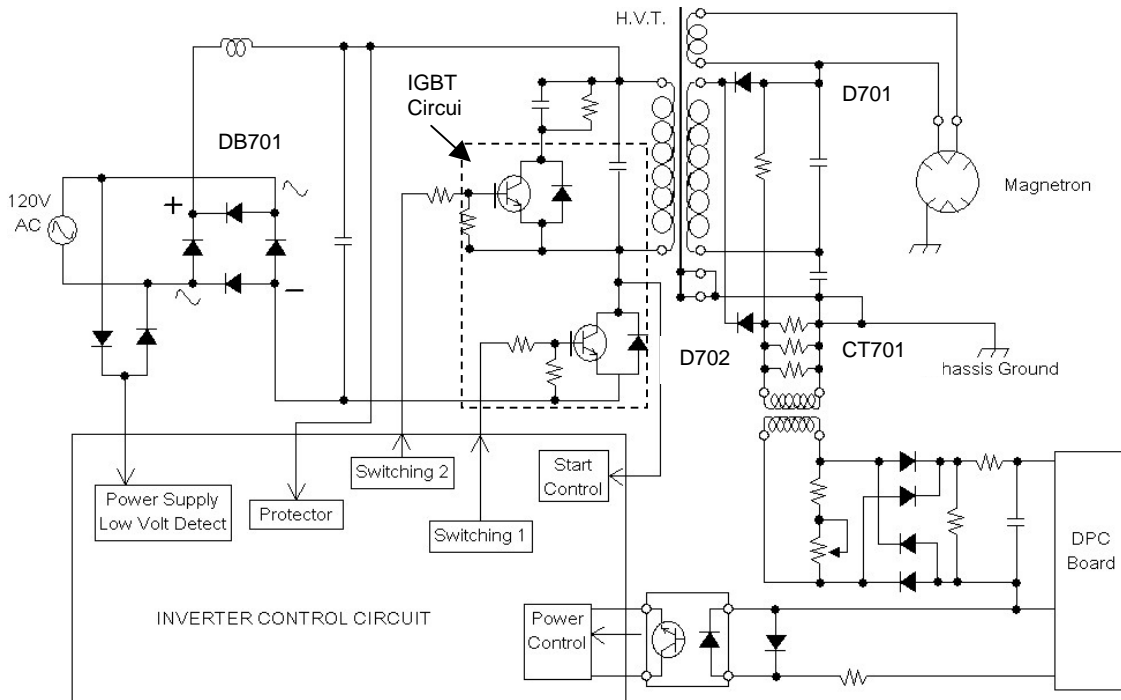 H.V.T.
IGBT
Circui
D701
DB701
120V
AC
+
−
Magnetron
D702
CT701
hassis Ground
Switching 2
Start
Control
Power Supply
Low Volt Detect
Protector
Switching 1
DPC
Board
INVERTER CONTROL CIRCUIT
Power
Control